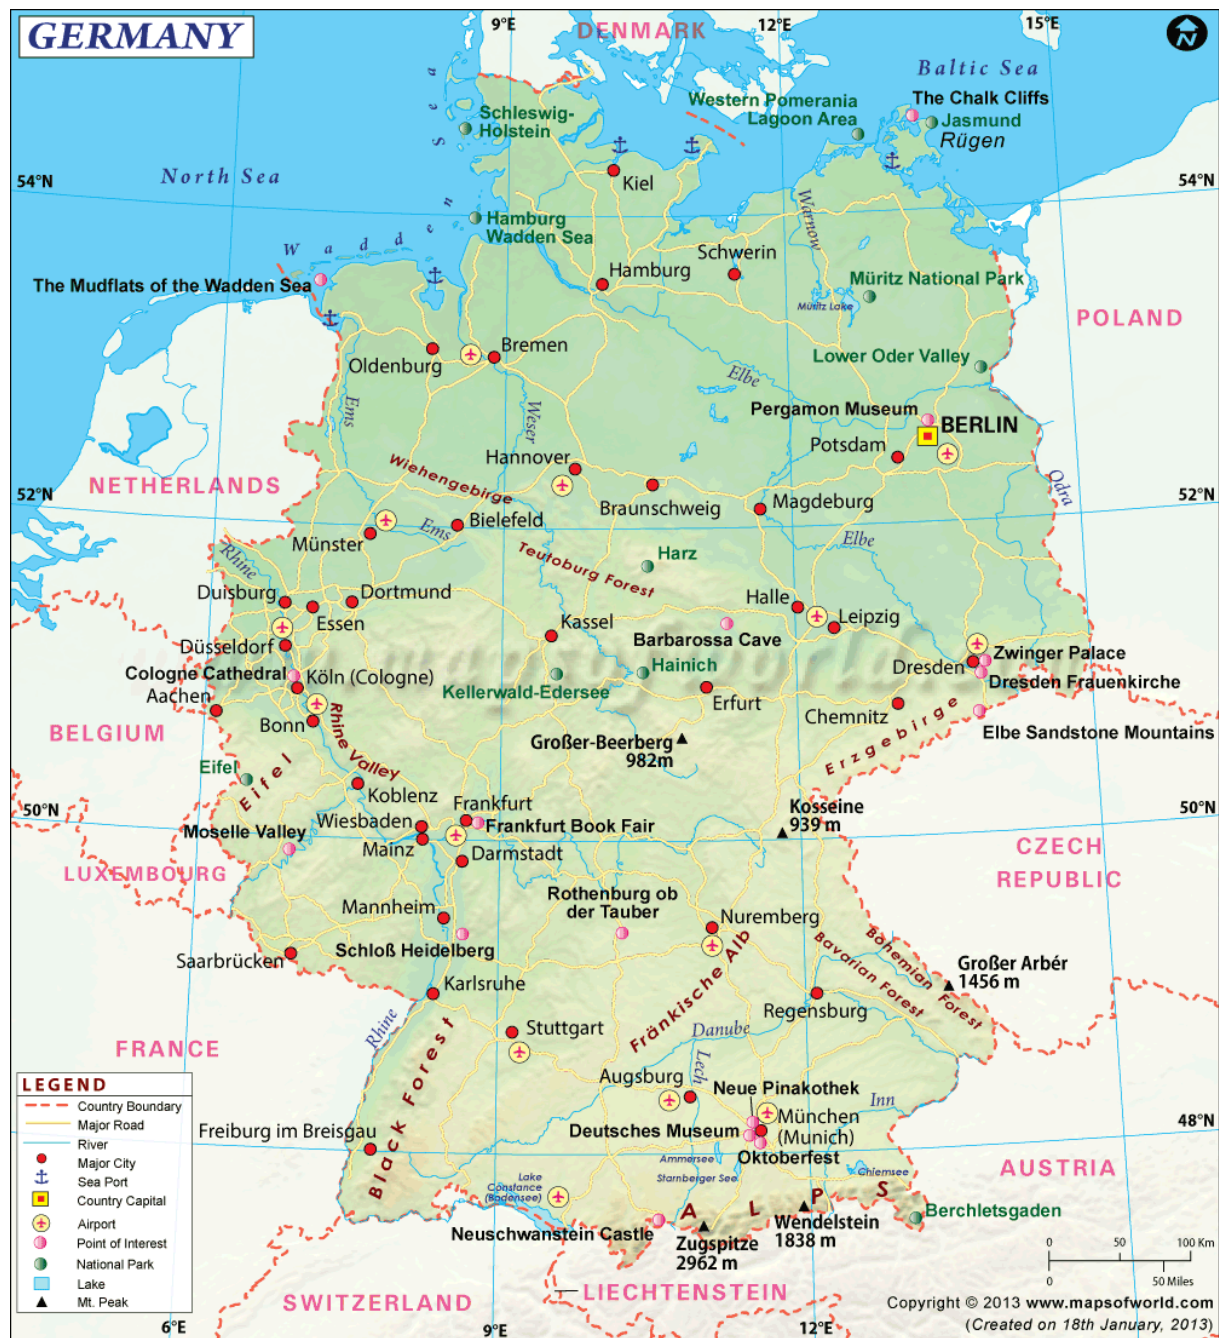 GERMANY
9°E
12°E
15°E
DENMARK
N
Baltic Sea
The Chalk Cliffs
Jasmund
Rügen
Western Pomerania
Lagoon Area
Schleswig-
Holstein
North Sea
Wadden Sea
54°N
54°N
Kiel
Hamburg
Wadden Sea
Warnow
Schwerin
Hamburg
Müritz National Park
Müritz Lake
The Mudflats of the Wadden Sea
POLAND
Bremen
Oldenburg
Lower Oder Valley
Elbe
Ems
Weser
Pergamon Museum
BERLIN
Potsdam
Hannover
Wiehengebirge
NETHERLANDS
Odra
52°N
52°N
Braunschweig
Magdeburg
Bielefeld
Ems
Münster
Elbe
Rhine
Teutoburg Forest
Harz
Duisburg
Dortmund
Essen
Halle
Leipzig
Kassel
Barbarossa Cave
Düsseldorf
Zwinger Palace
Dresden
Dresden Frauenkirche
Cologne Cathedral
Köln (Cologne)
Hainich
Kellerwald-Edersee
Aachen
Erfurt
Chemnitz
Bonn
BELGIUM
Rhine Valley
Großer-Beerberg
982m
Erzgebirge
Elbe Sandstone Mountains
Eifel
Eifel
Koblenz
50°N
50°N
Frankfurt
Wiesbaden
Frankfurt Book Fair
Kosseine
939 m
Moselle Valley
Mainz
Darmstadt
LUXEMBOURG
CZECH
REPUBLIC
Rothenburg ob
der Tauber
Mannheim
Nuremberg
Schloß Heidelberg
Saarbrücken
Fränkische Alb
Bavarian Forest
Bohemian Forest
Großer Arbér
1456 m
Karlsruhe
Regensburg
Rhine
Stuttgart
Danube
FRANCE
Lech
Augsburg
Neue Pinakothek
Inn
München
(Munich)
Deutsches Museum
Oktoberfest
48°N
Freiburg im Breisgau
Black Forest
Ammersee
Starnberger See
Chiemsee
AUSTRIA
Lake
Constance
(Bodensee)
ALPS
Berchletsgaden
Neuschwanstein Castle
Wendelstein
1838 m
Zugspitze
2962 m
LIECHTENSTEIN
SWITZERLAND
LEGEND
Country Boundary
Major Road
River
Major City
Sea Port
Country Capital
Airport
Point of Interest
National Park
Lake
Mt. Peak
0 50 100 Km
0 50 Miles
Copyright © 2013 www.mapsofworld.com
(Created on 18th January, 2013)
6°E
9°E
12°E